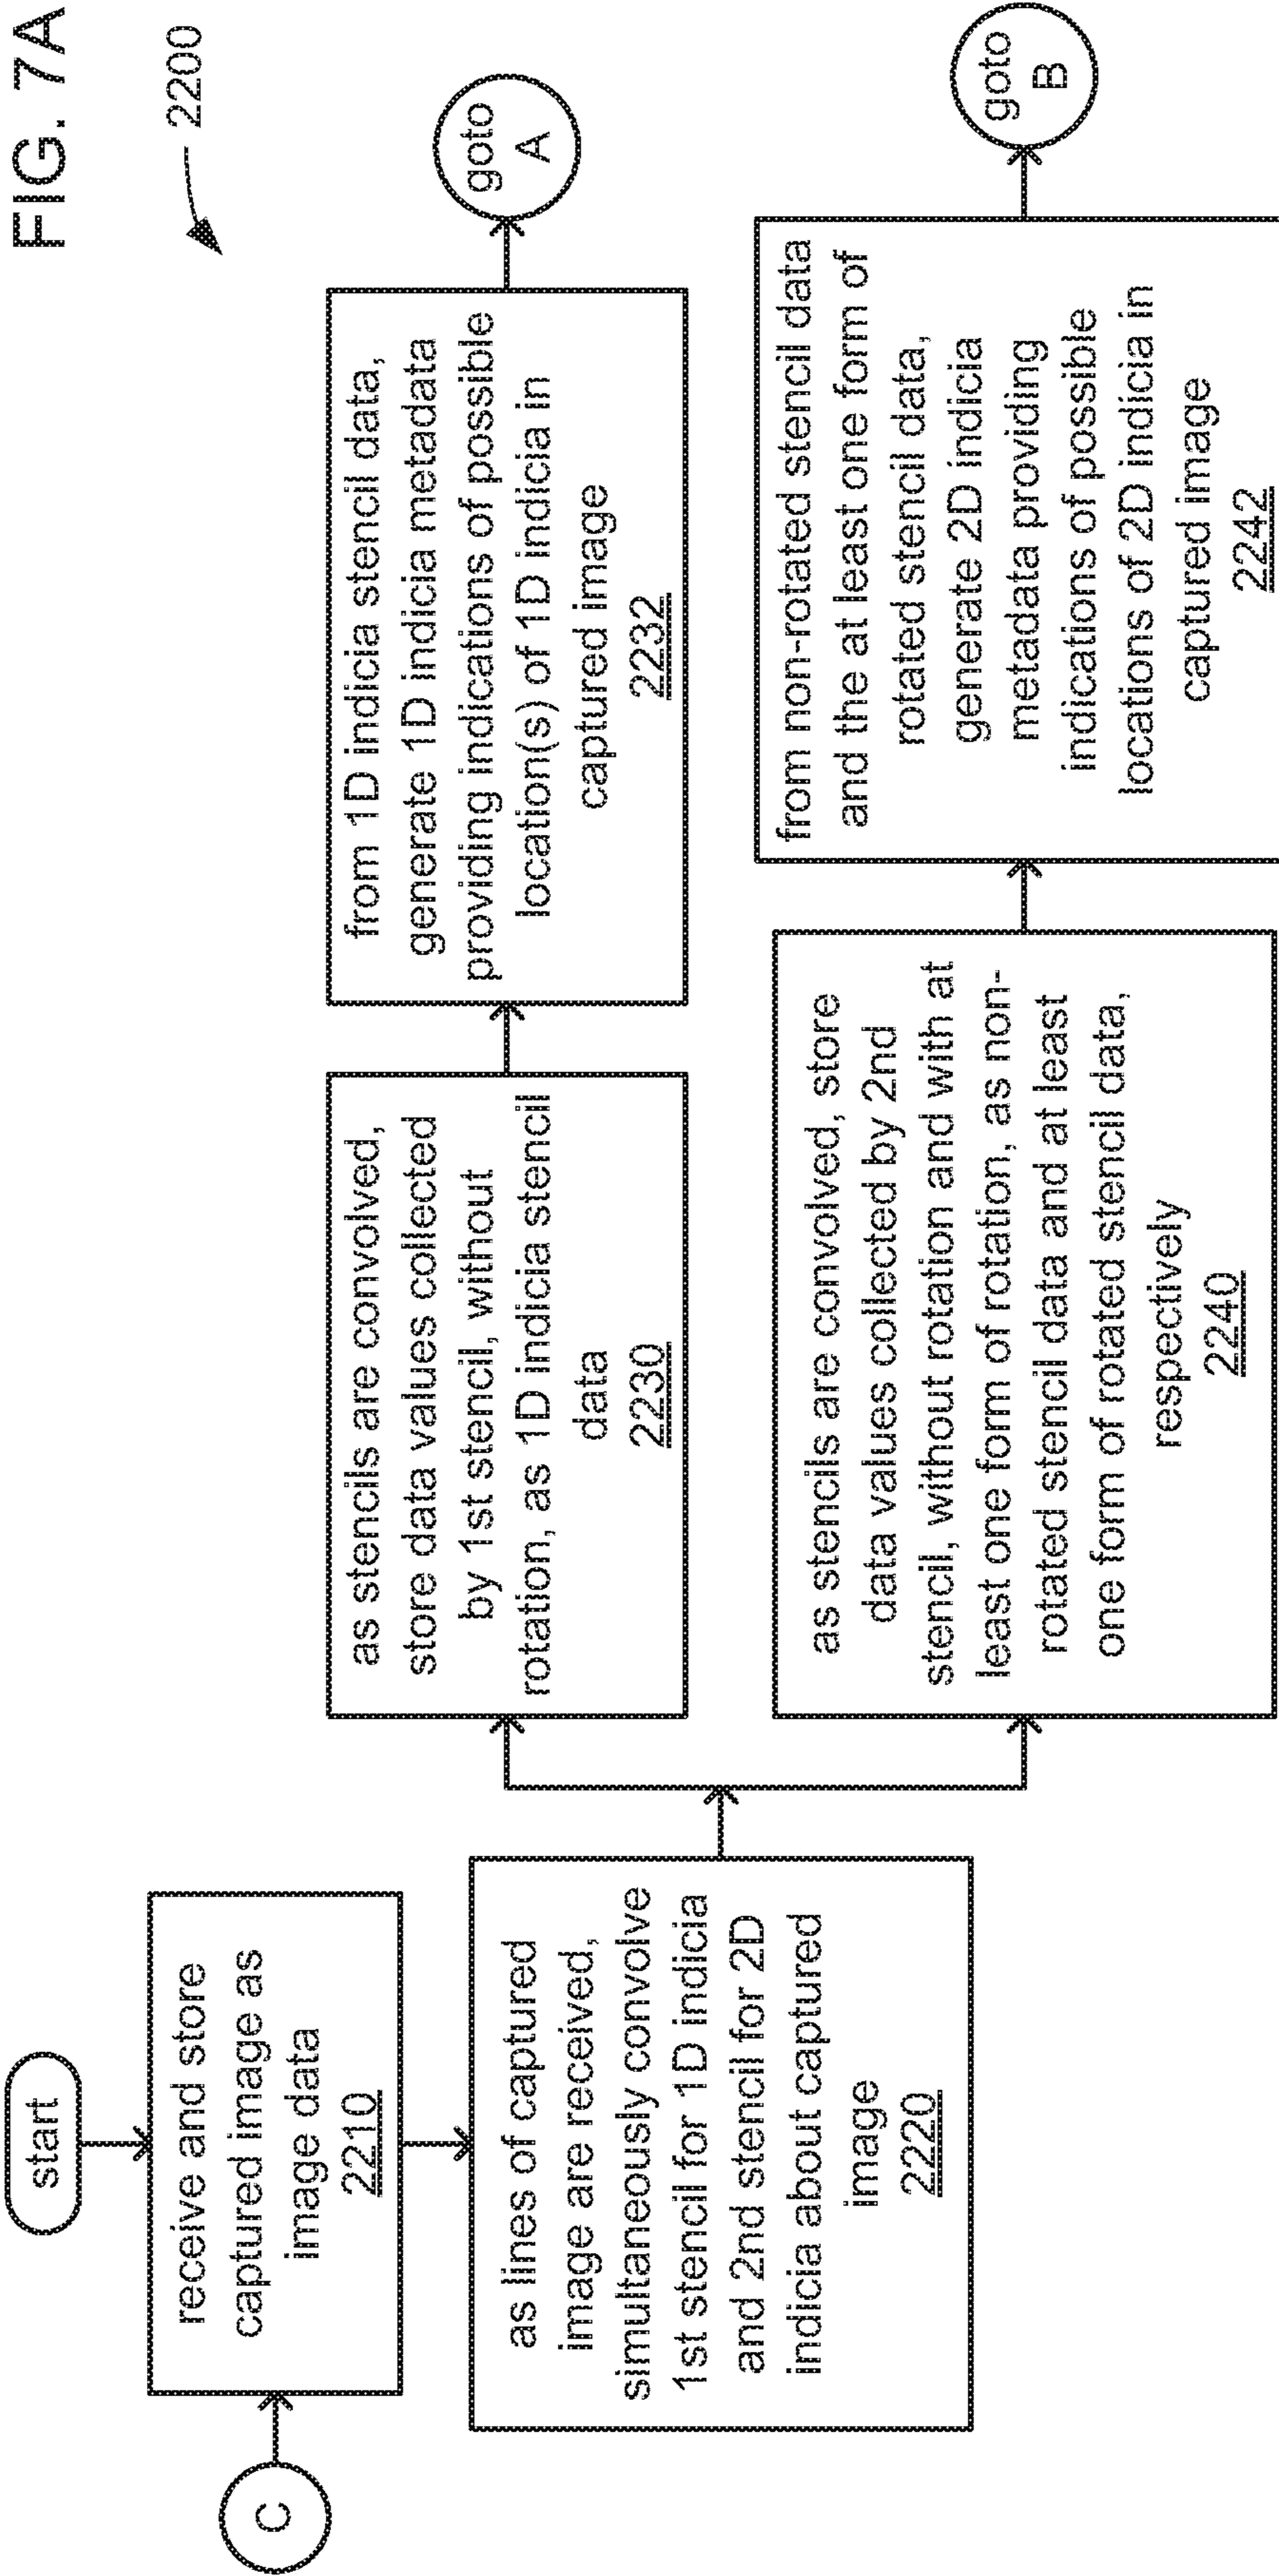 FIG. 7A
2200
start
C
receive and store
captured image as
image data
2210
as lines of captured
image are received,
simultaneously convolve
1st stencil for 1D indicia
and 2nd stencil for 2D
indicia about captured
image
2220
as stencils are convolved,
store data values collected
by 1st stencil, without
rotation, as 1D indicia stencil
data
2230
from 1D indicia stencil data,
generate 1D indicia metadata
providing indications of possible
location(s) of 1D indicia in
captured image
2232
goto
A
as stencils are convolved, store
data values collected by 2nd
stencil, without rotation and with at
least one form of rotation, as non-
rotated stencil data and at least
one form of rotated stencil data,
respectively
2240
from non-rotated stencil data
and the at least one form of
rotated stencil data,
generate 2D indicia
metadata providing
indications of possible
locations of 2D indicia in
captured image
2242
goto
B